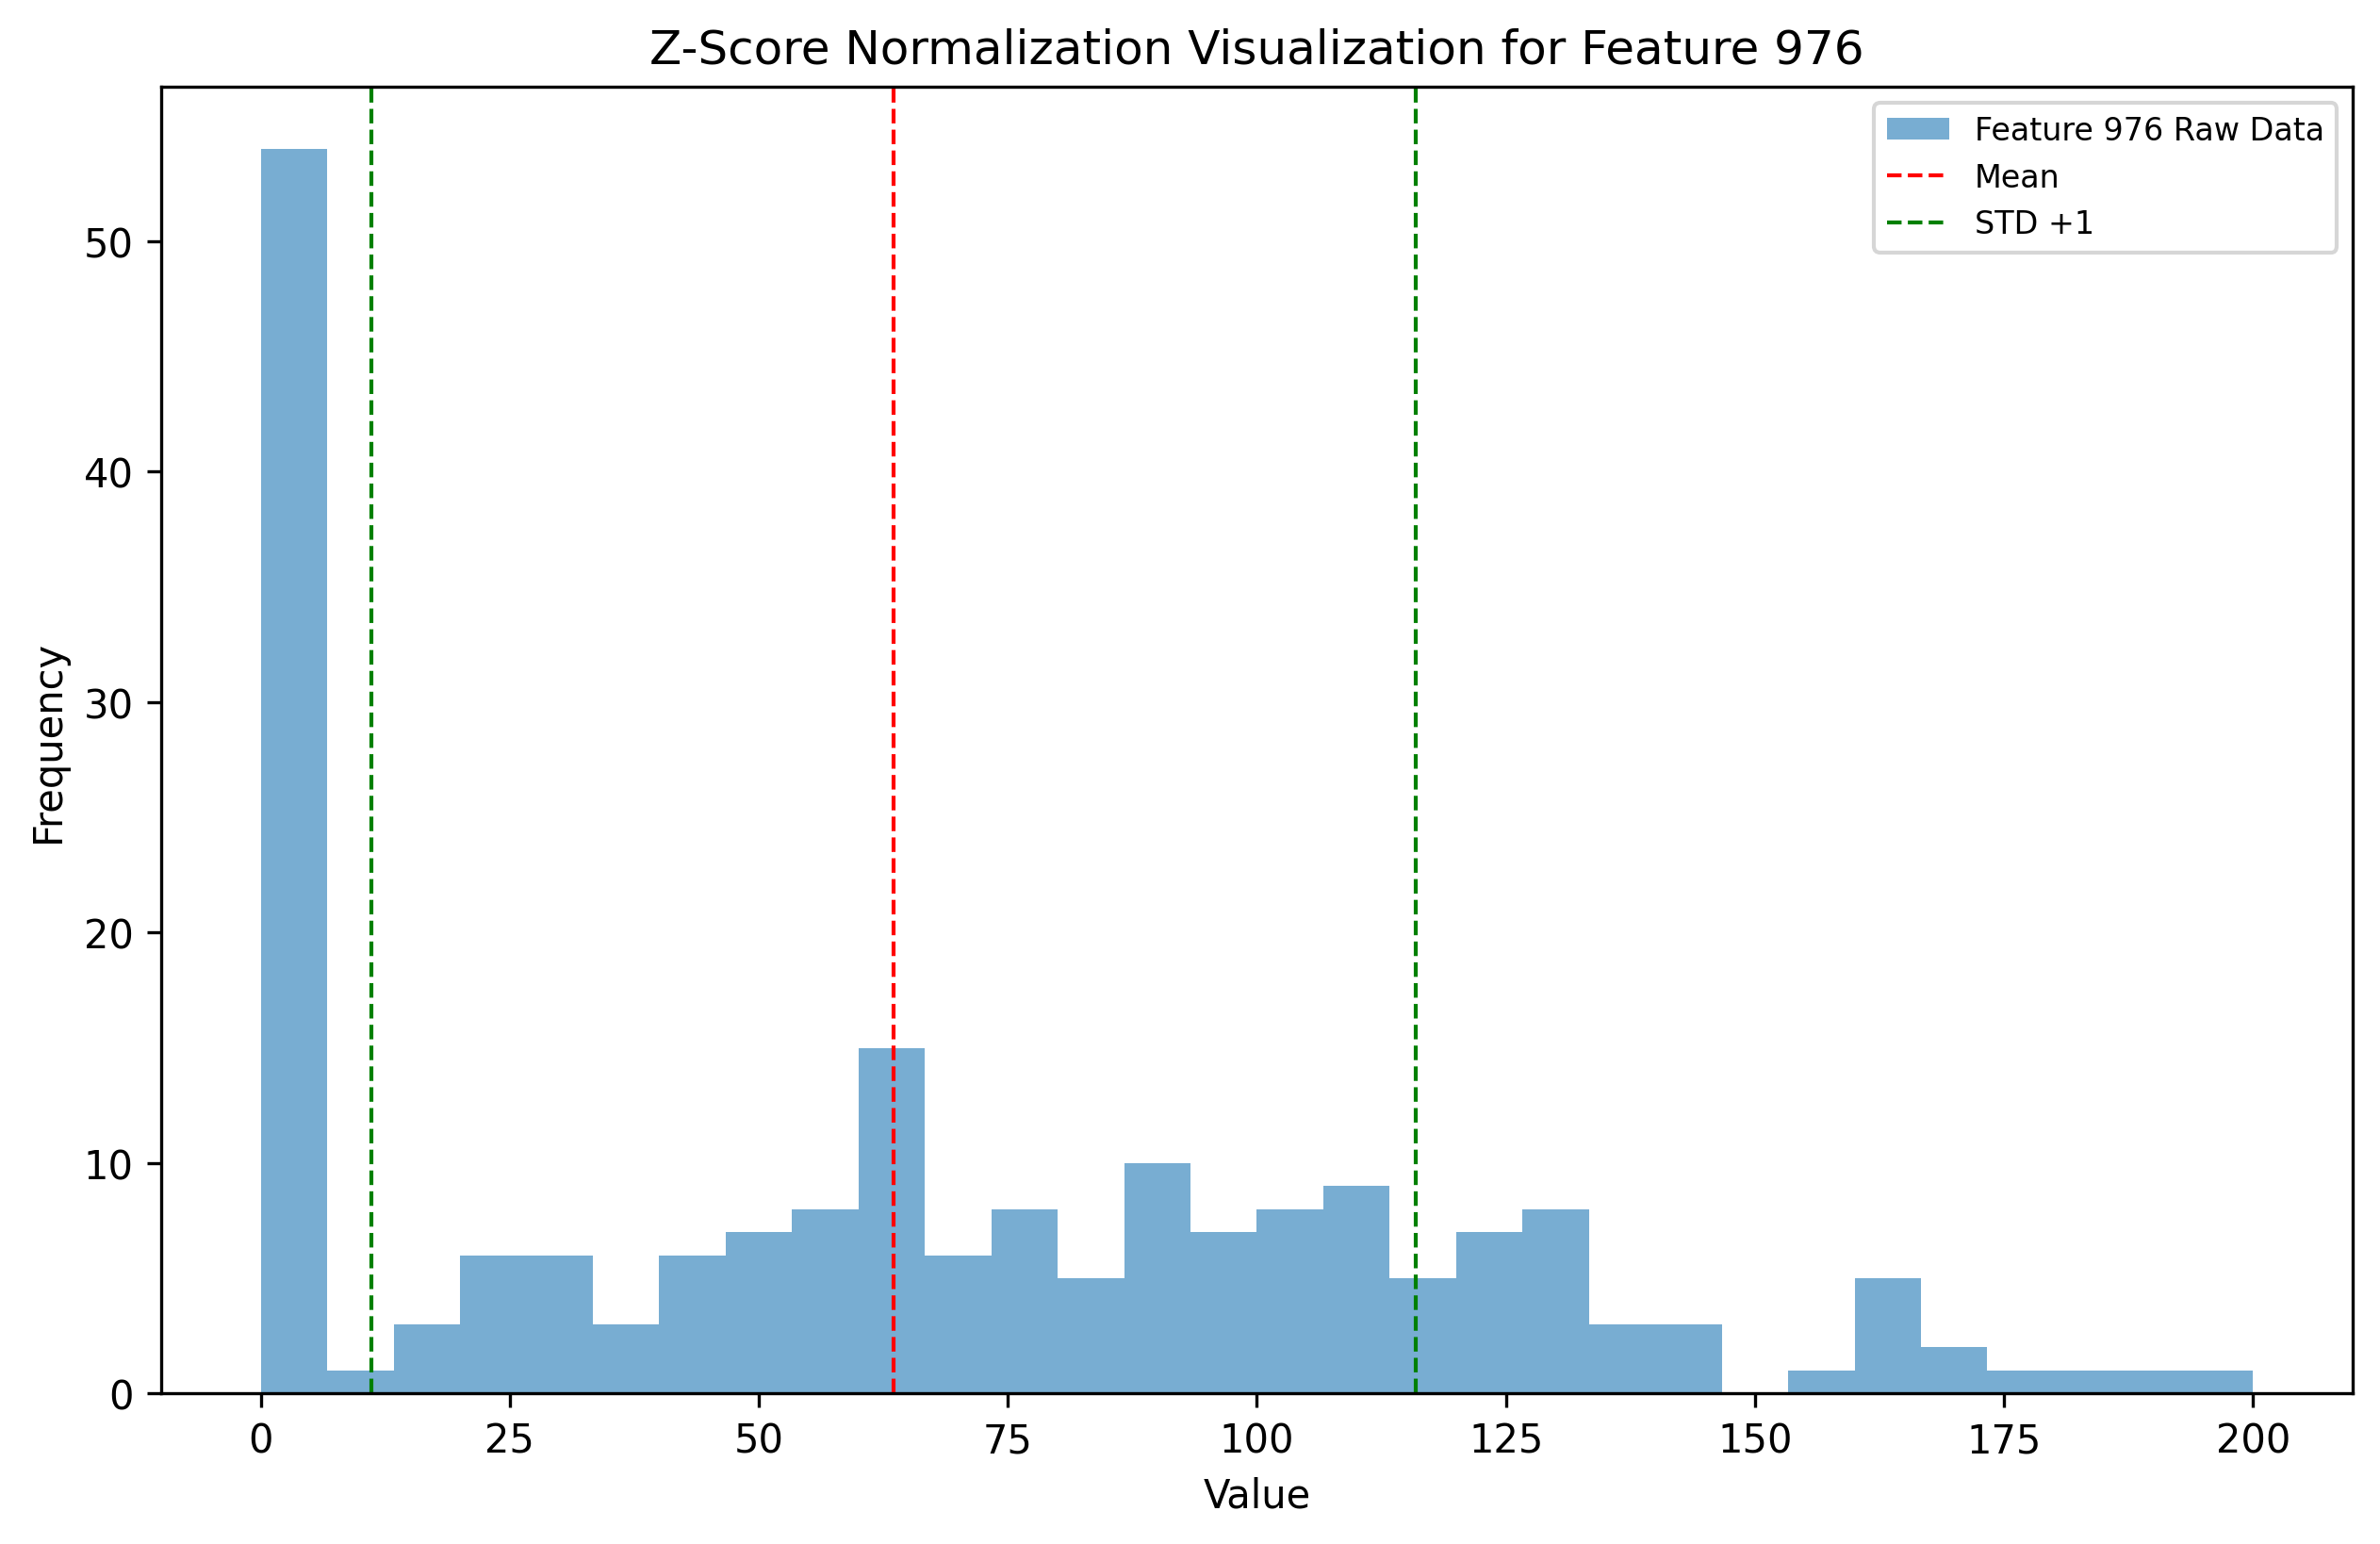 Z-Score Normalization Visualization for Feature 976
Feature 976 Raw Data
Mean
STD +1
50
40
30
20
10
0
Frequency
0 25 50 75 100 125 150 175 200
Value